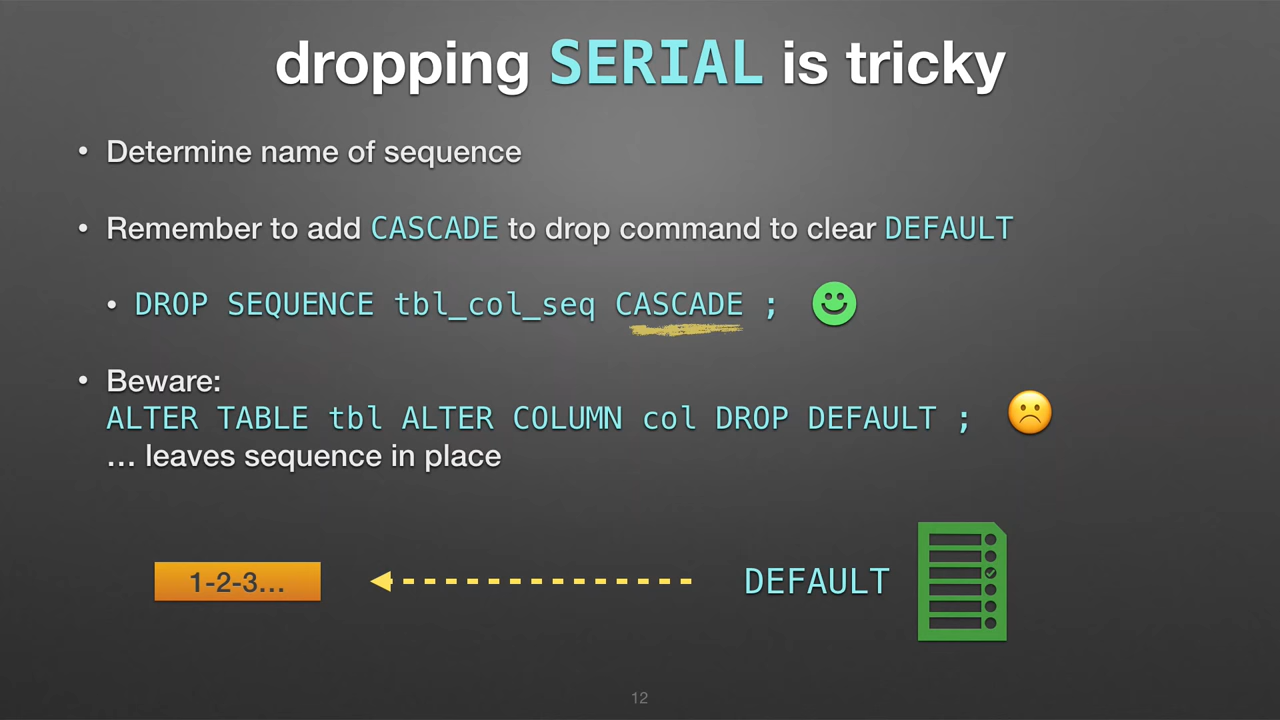 dropping SERIAL is tricky
• Determine name of sequence
• Remember to add CASCADE to drop command to clear DEFAULT
• DROP SEQUENCE tbl_col_seq CASCADE ;
• Beware:
ALTER TABLE tbl ALTER COLUMN col DROP DEFAULT ;
… leaves sequence in place
1-2-3…
DEFAULT
12